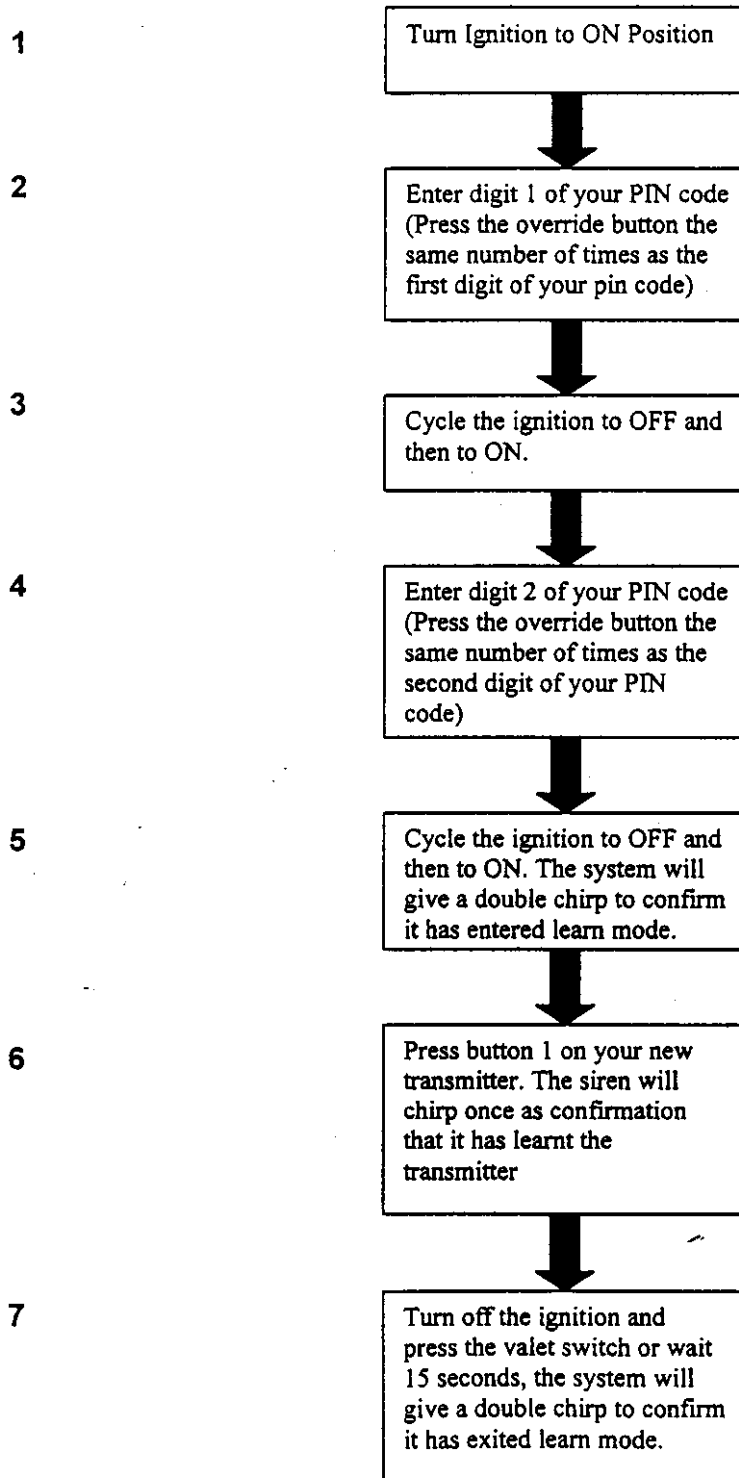 1
Turn Ignition to ON Position
2
Enter digit 1 of your PIN code
(Press the override button the
same number of times as the
first digit of your pin code)
3
Cycle the ignition to OFF and
then to ON.
4
Enter digit 2 of your PIN code
(Press the override button the
same number of times as the
second digit of your PIN
code)
5
Cycle the ignition to OFF and
then to ON. The system will
give a double chirp to confirm
it has entered learn mode.
6
Press button 1 on your new
transmitter. The siren will
chirp once as confirmation
that it has learnt the
transmitter
7
Turn off the ignition and
press the valet switch or wait
15 seconds, the system will
give a double chirp to confirm
it has exited learn mode.